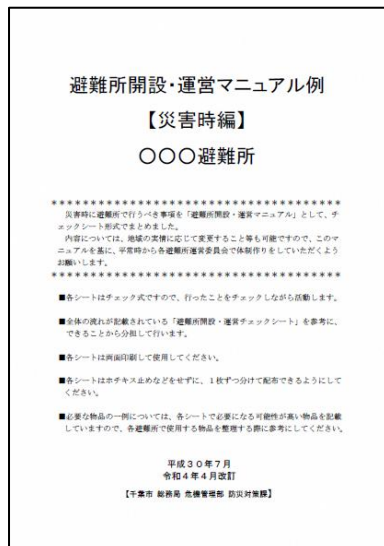 避難所開設・運営マニュアル例
【災害時編】
〇〇〇避難所
＊＊＊＊＊＊＊＊＊＊＊＊＊＊＊＊＊＊＊＊＊＊＊＊＊＊＊＊＊＊＊＊＊＊＊＊＊
災害時に避難所で行うべき事項を「避難所開設・運営マニュアル」として、チ
ェックシート形式でまとめました。
内容については、地域の実情に応じて変更すること等も可能ですので、このマ
ニュアルを基に、平常時から各避難所運営委員会で体制作りをしていただくよう
お願いします。
＊＊＊＊＊＊＊＊＊＊＊＊＊＊＊＊＊＊＊＊＊＊＊＊＊＊＊＊＊＊＊＊＊＊＊＊＊
■各シートはチェック式ですので、行ったことをチェックしながら活動します。
■全体の流れが記載されている「避難所開設・運営チェックシート」を参考に、
できることから分担して行います。
■各シートは両面印刷して使用してください。
■各シートはホチキス止めなどをせずに、１枚ずつ分けて配布できるようにして
ください。
■必要な物品の一例については、各シートで必要になる可能性が高い物品を記載
していますので、各避難所で使用する物品を整理する際に参考にしてください。
平成３０年７月
令和４年４月改訂
【千葉市 総務局 危機管理部 防災対策課】